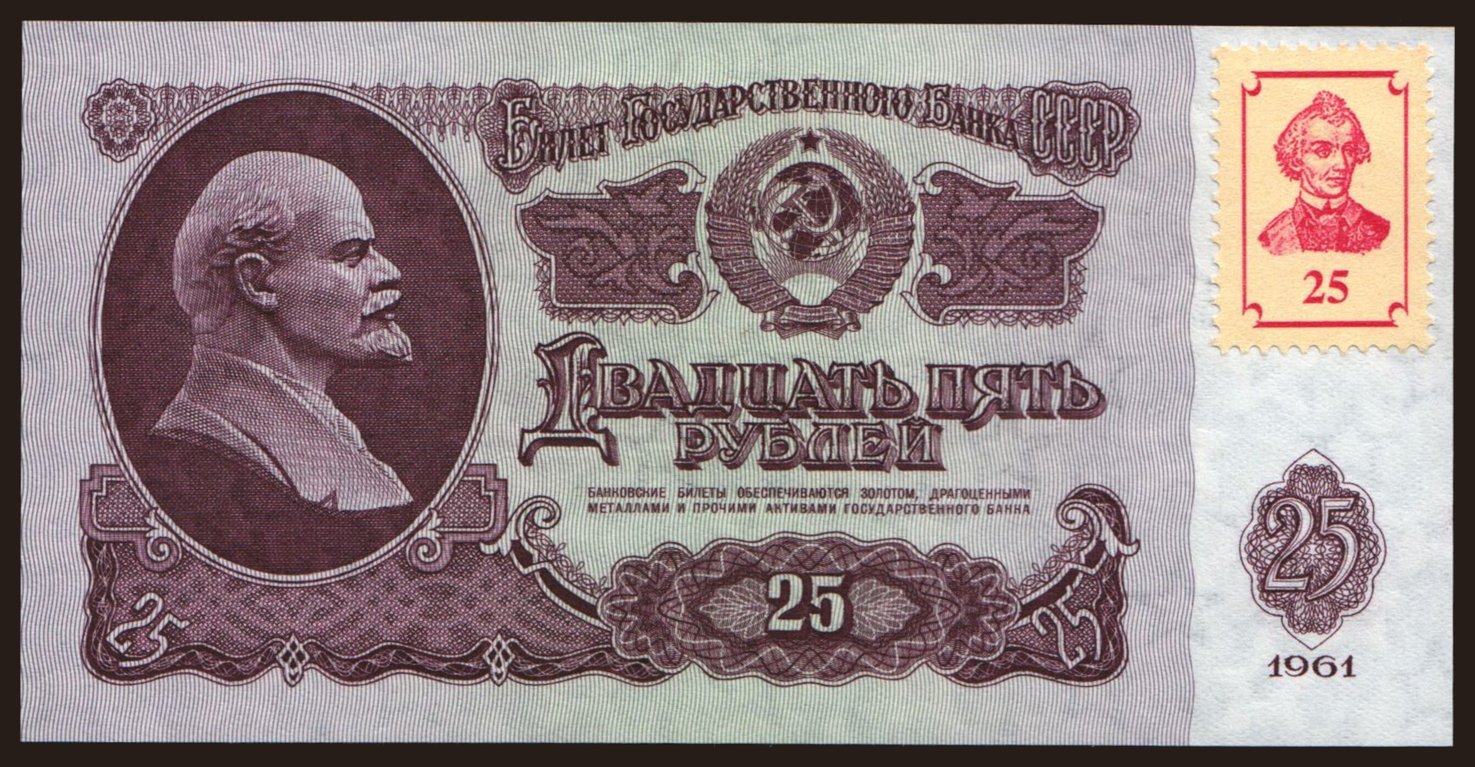 Билет Государственного Банка СССР
25
Двадцать пять
рублей
БАНКОВСКИЕ БИЛЕТЫ ОБЕСПЕЧИВАЮТСЯ ЗОЛОТОМ, ДРАГОЦЕННЫМИ
МЕТАЛЛАМИ И ПРОЧИМИ АКТИВАМИ ГОСУДАРСТВЕННОГО БАНКА
25
25
25
25
1961